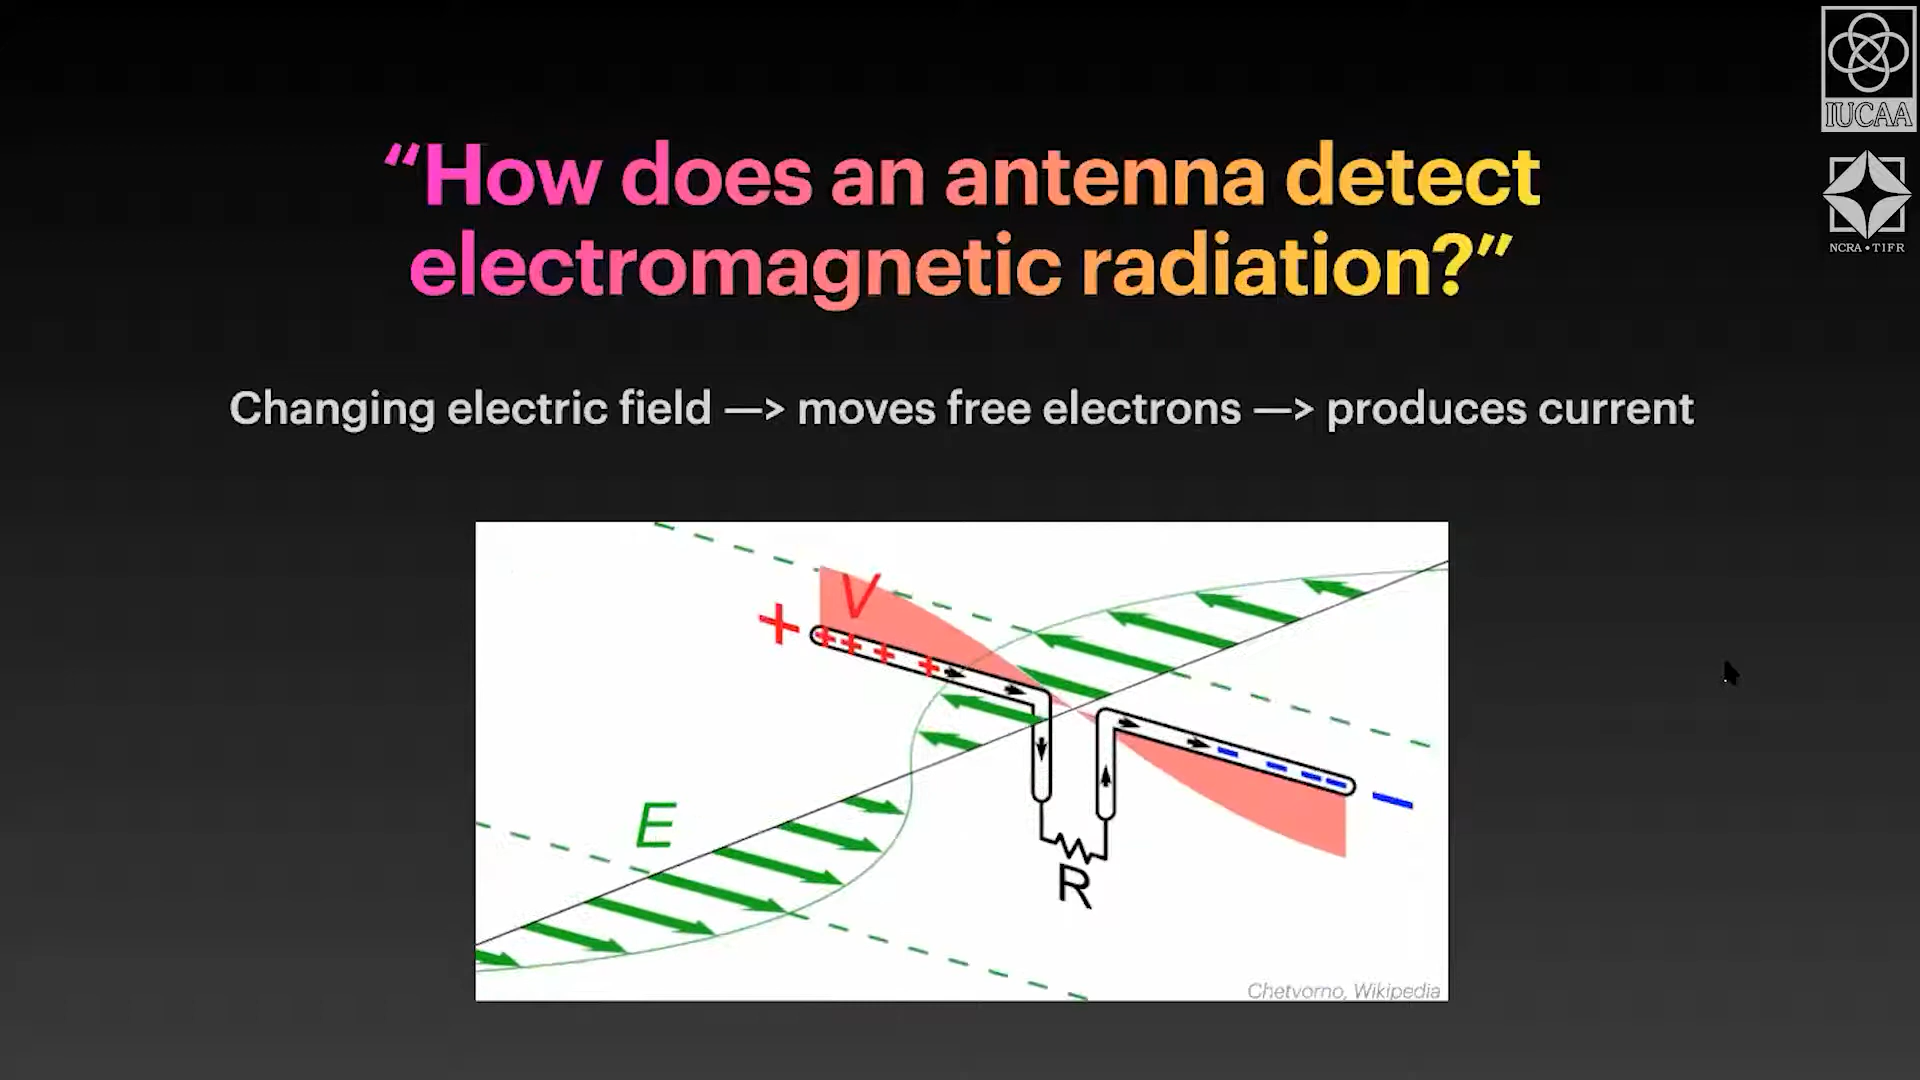 IUCAA
NCRA • TIFR
“How does an antenna detect
electromagnetic radiation?”
Changing electric field —> moves free electrons —> produces current
V
+
+ + + +
E
R
Chetvorno, Wikipedia